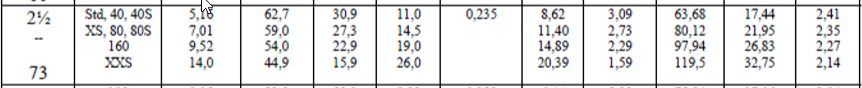 2½ Std, 40, 40S 5,16 62,7 30,9 11,0 0,235 8,62 3,09 63,68 17,44 2,41
-- XS, 80, 80S 7,01 59,0 27,3 14,5 11,40 2,73 80,12 21,95 2,35
160 9,52 54,0 22,9 19,0 14,89 2,29 97,94 26,83 2,27
73 XXS 14,0 44,9 15,9 26,0 20,39 1,59 119,5 32,75 2,14